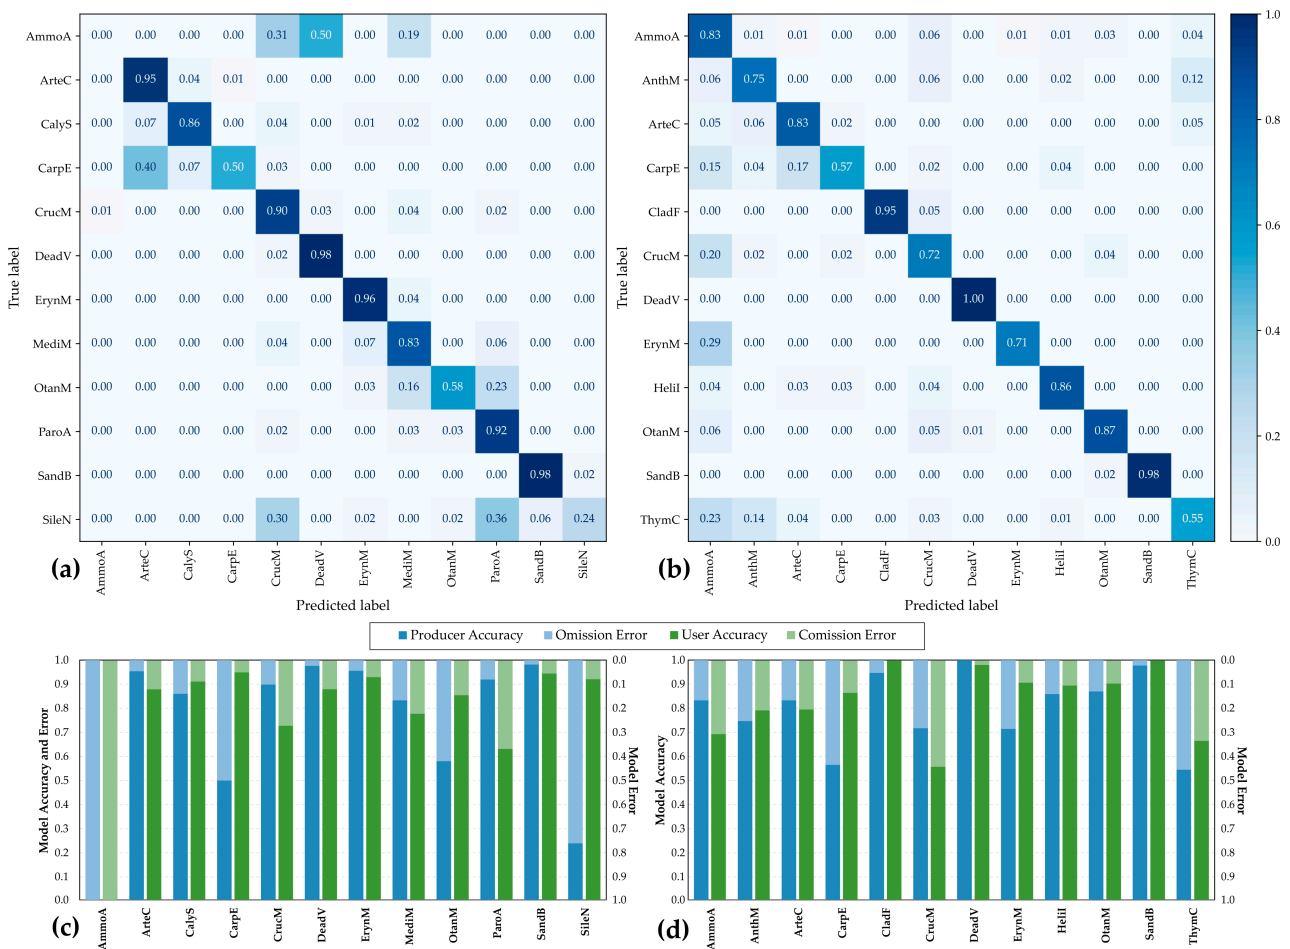 AmmoA 0.00 0.00 0.00 0.00 0.31 0.50 0.00 0.19 0.00 0.00 0.00 0.00
ArteC 0.00 0.95 0.04 0.01 0.00 0.00 0.00 0.00 0.00 0.00 0.00 0.00
CalyS 0.00 0.07 0.86 0.00 0.04 0.00 0.01 0.02 0.00 0.00 0.00 0.00
CarpE 0.00 0.40 0.07 0.50 0.03 0.00 0.00 0.00 0.00 0.00 0.00 0.00
CrucM 0.01 0.00 0.00 0.00 0.90 0.03 0.00 0.04 0.00 0.02 0.00 0.00
DeadV 0.00 0.00 0.00 0.00 0.02 0.98 0.00 0.00 0.00 0.00 0.00 0.00
ErynM 0.00 0.00 0.00 0.00 0.00 0.00 0.96 0.04 0.00 0.00 0.00 0.00
MediM 0.00 0.00 0.00 0.00 0.04 0.00 0.07 0.83 0.00 0.06 0.00 0.00
OtanM 0.00 0.00 0.00 0.00 0.00 0.00 0.03 0.16 0.58 0.23 0.00 0.00
ParoA 0.00 0.00 0.00 0.00 0.02 0.00 0.00 0.03 0.03 0.92 0.00 0.00
SandB 0.00 0.00 0.00 0.00 0.00 0.00 0.00 0.00 0.00 0.00 0.98 0.02
SileN 0.00 0.00 0.00 0.00 0.30 0.00 0.02 0.00 0.02 0.36 0.06 0.24
True label
(a)
AmmoA ArteC CalyS CarpE CrucM DeadV ErynM MediM OtanM ParoA SandB SileN
Predicted label
AmmoA 0.83 0.01 0.01 0.00 0.00 0.06 0.00 0.01 0.01 0.03 0.00 0.04
AnthM 0.06 0.75 0.00 0.00 0.00 0.06 0.00 0.00 0.02 0.00 0.00 0.12
ArteC 0.05 0.06 0.83 0.02 0.00 0.00 0.00 0.00 0.00 0.00 0.00 0.05
CarpE 0.15 0.04 0.17 0.57 0.00 0.02 0.00 0.00 0.04 0.00 0.00 0.00
CladF 0.00 0.00 0.00 0.00 0.95 0.05 0.00 0.00 0.00 0.00 0.00 0.00
CrucM 0.20 0.02 0.00 0.02 0.00 0.72 0.00 0.00 0.00 0.04 0.00 0.00
DeadV 0.00 0.00 0.00 0.00 0.00 0.00 1.00 0.00 0.00 0.00 0.00 0.00
ErynM 0.29 0.00 0.00 0.00 0.00 0.00 0.00 0.71 0.00 0.00 0.00 0.00
HeliI 0.04 0.00 0.03 0.03 0.00 0.04 0.00 0.00 0.86 0.00 0.00 0.00
OtanM 0.06 0.00 0.00 0.00 0.00 0.05 0.01 0.00 0.00 0.87 0.00 0.00
SandB 0.00 0.00 0.00 0.00 0.00 0.00 0.00 0.00 0.00 0.02 0.98 0.00
ThymC 0.23 0.14 0.04 0.00 0.00 0.03 0.00 0.00 0.01 0.00 0.00 0.55
True label
(b)
AmmoA AnthM ArteC CarpE CladF CrucM DeadV ErynM HeliI OtanM SandB ThymC
Predicted label
1.0
0.8
0.6
0.4
0.2
0.0
Producer Accuracy Omission Error User Accuracy Comission Error
1.0 0.0
0.9 0.1
0.8 0.2
0.7 0.3
0.6 0.4
0.5 0.5
0.4 0.6
0.3 0.7
0.2 0.8
0.1 0.9
0.0 1.0
Model Accuracy and Error
Model Error
(c)
AmmoA ArteC CalyS CarpE CrucM DeadV ErynM MediM OtanM ParoA SandB SileN
1.0 0.0
0.9 0.1
0.8 0.2
0.7 0.3
0.6 0.4
0.5 0.5
0.4 0.6
0.3 0.7
0.2 0.8
0.1 0.9
0.0 1.0
Model Accuracy
Model Error
(d)
AmmoA AnthM ArteC CarpE CladF CrucM DeadV ErynM HeliI OtanM SandB ThymC